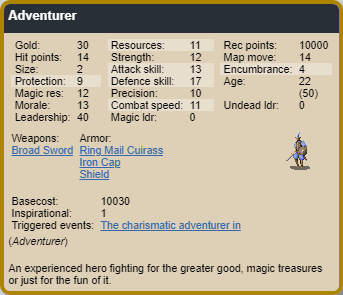 Adventurer
Gold: 30 Resources: 11 Rec points: 10000
Hit points: 14 Strength: 12 Map move: 14
Size: 2 Attack skill: 13 Encumbrance: 4
Protection: 9 Defence skill: 17 Age: 22
Magic res: 12 Precision: 10 (50)
Morale: 13 Combat speed: 11 Undead ldr: 0
Leadership: 40 Magic ldr: 0
Weapons: Armor:
Broad Sword Ring Mail Cuirass
Iron Cap
Shield
Basecost: 10030
Inspirational: 1
Triggered events: The charismatic adventurer in
(Adventurer)
An experienced hero fighting for the greater good, magic treasures
or just for the fun of it.